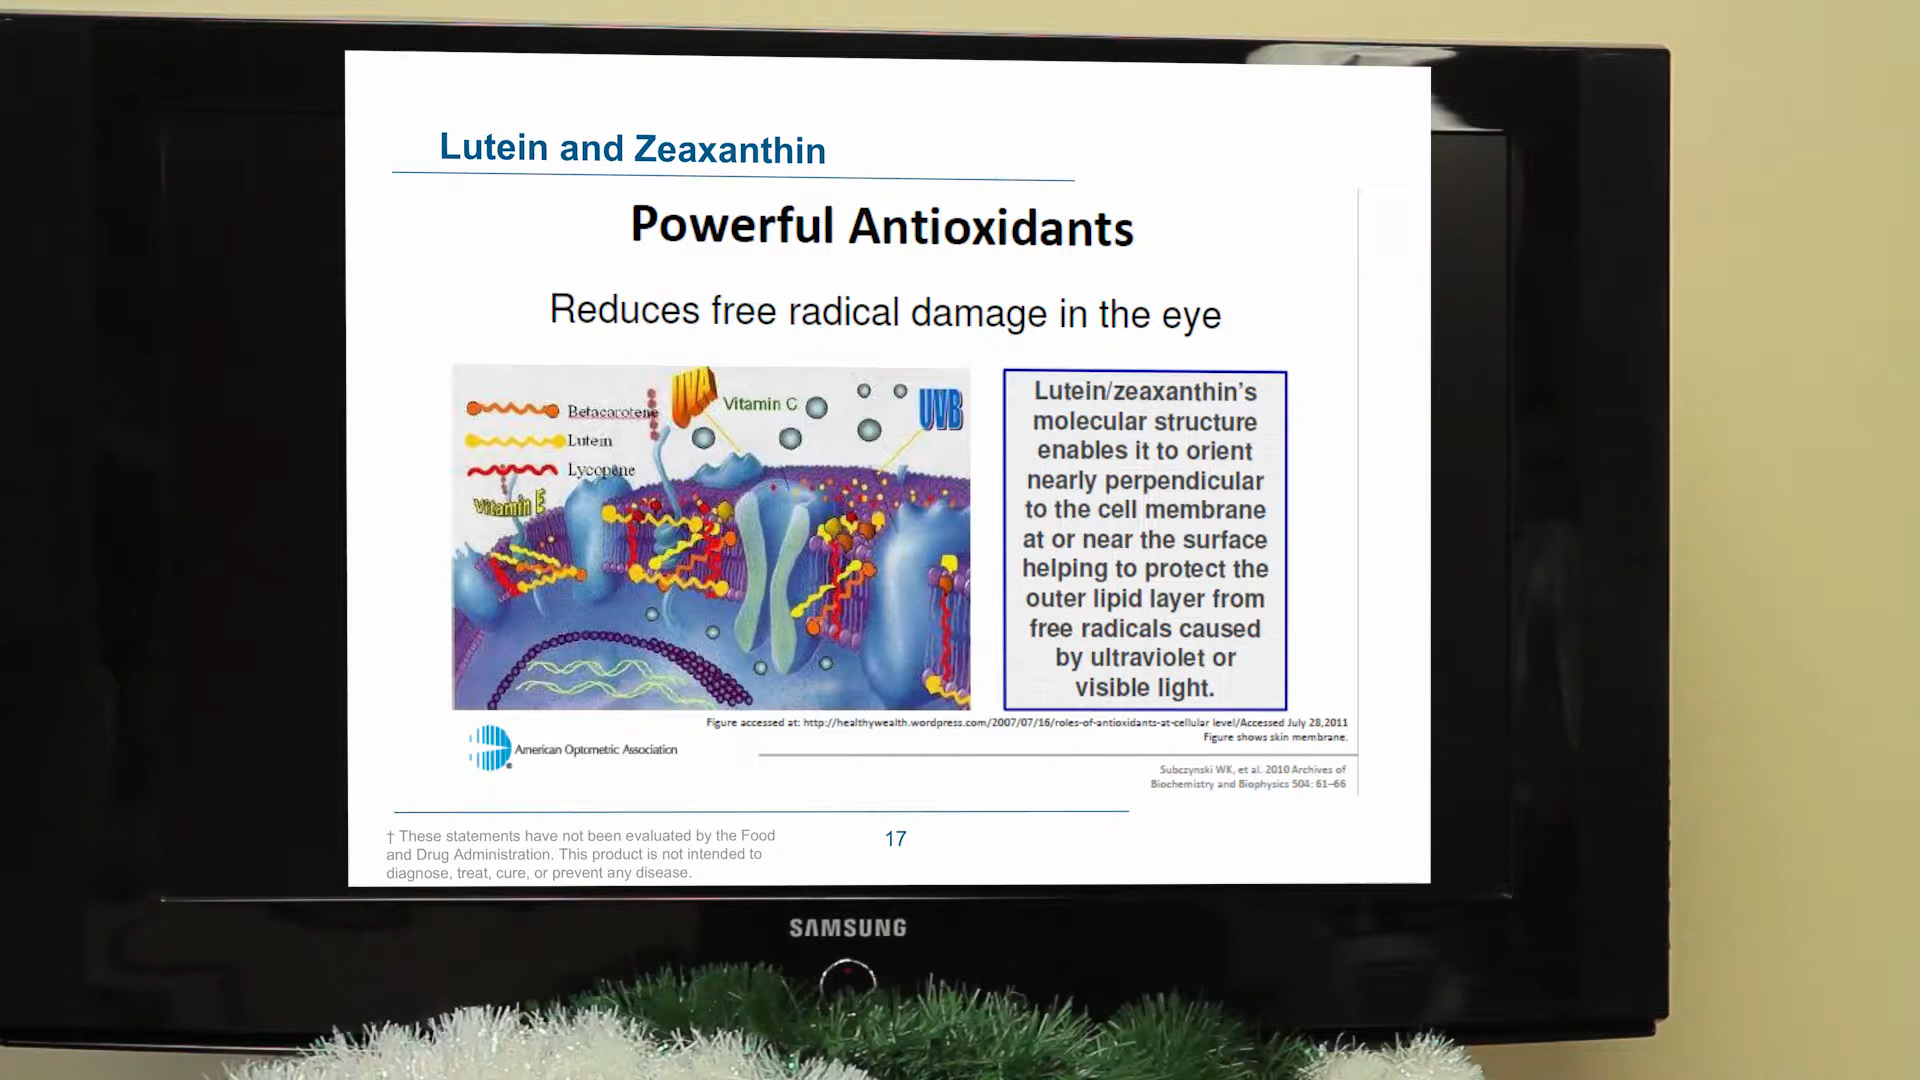 Lutein and Zeaxanthin
Powerful Antioxidants
Reduces free radical damage in the eye
Betacarotene
Lutein
Lycopene
Vitamin E
UVA
Vitamin C
UVB
Lutein/zeaxanthin's
molecular structure
enables it to orient
nearly perpendicular
to the cell membrane
at or near the surface
helping to protect the
outer lipid layer from
free radicals caused
by ultraviolet or
visible light.
Figure accessed at: http://healthywealth.wordpress.com/2007/07/16/roles-of-antioxidants-at-cellular level/Accessed July 28,2011
Figure shows skin membrane.
American Optometric Association
Subczynski WK, et al. 2010 Archives of
Biochemistry and Biophysics 504: 61–66
† These statements have not been evaluated by the Food
and Drug Administration. This product is not intended to
diagnose, treat, cure, or prevent any disease.
17
SAMSUNG